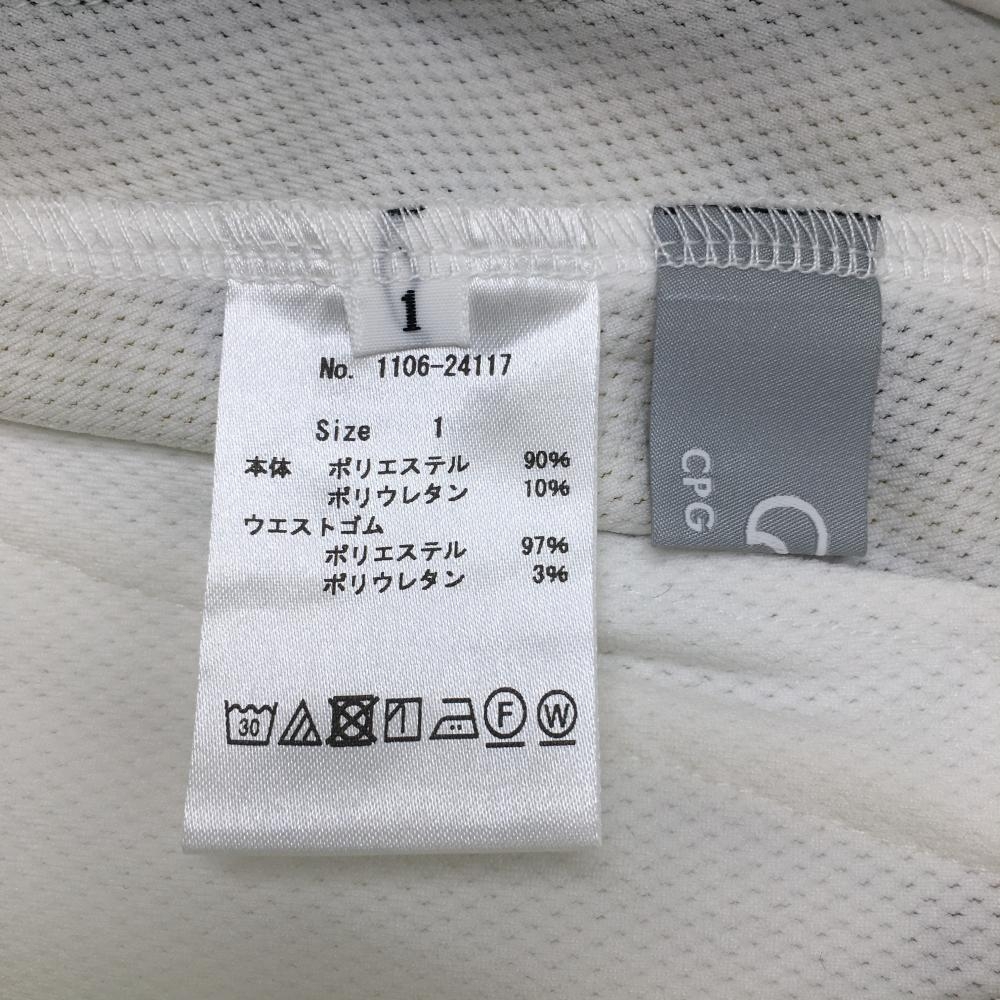 1
No. 1106-24117
Size 1
本体 ポリエステル 90%
ポリウレタン 10%
ウエストゴム
ポリエステル 97%
ポリウレタン 3%
30
F W
CPG